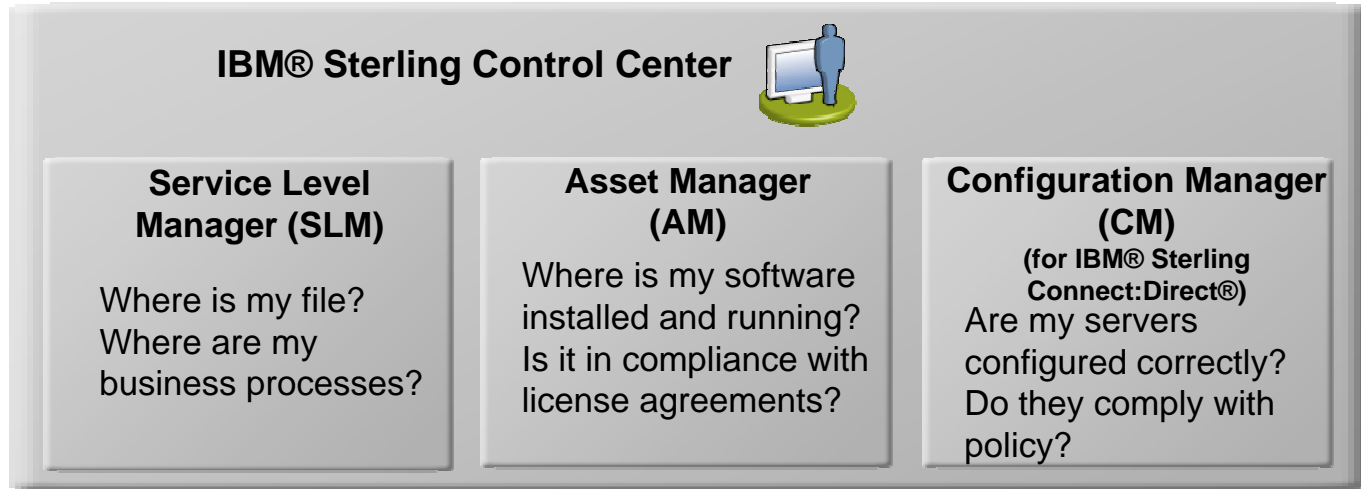 IBM® Sterling Control Center
Service Level
Manager (SLM)
Where is my file?
Where are my
business processes?
Asset Manager
(AM)
Where is my software
installed and running?
Is it in compliance with
license agreements?
Configuration Manager
(CM)
(for IBM® Sterling
Connect:Direct®)
Are my servers
configured correctly?
Do they comply with
policy?